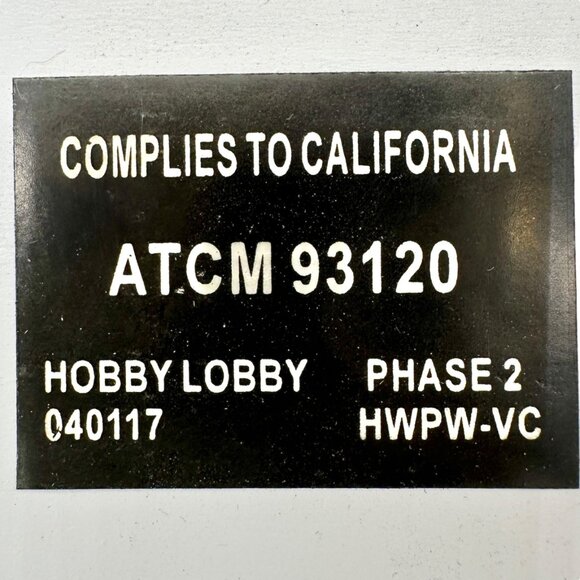 COMPLIES TO CALIFORNIA
ATCM 93120
HOBBY LOBBY PHASE 2
040117 HWPW-VC